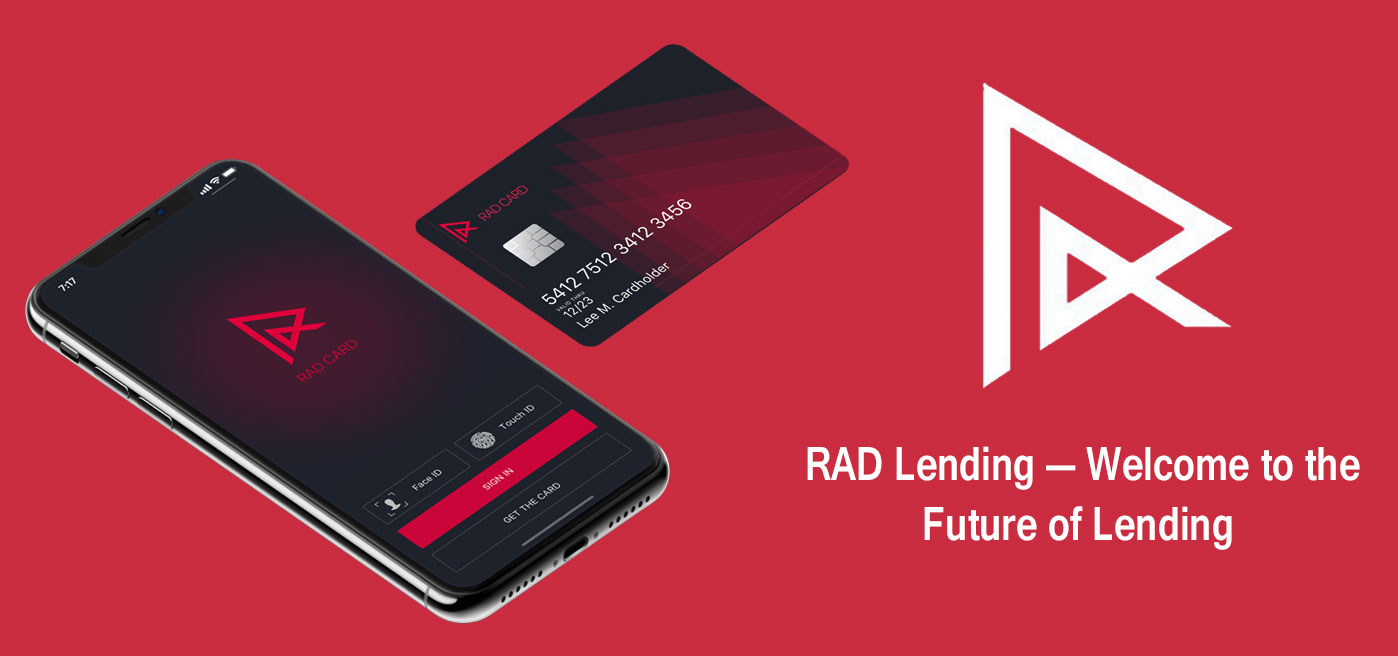 7:17
RAD CARD
Face ID
Touch ID
SIGN IN
GET THE CARD
RAD CARD
5412 7512 3412 3456
VALID THRU
12/23
Lee M. Cardholder
RAD Lending — Welcome to the
Future of Lending